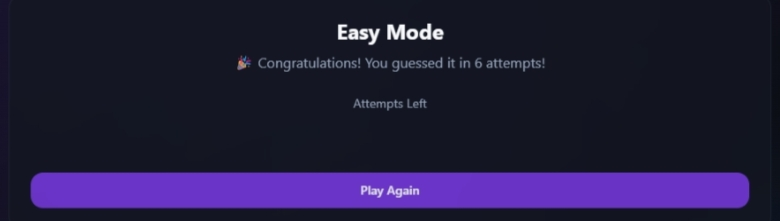 Easy Mode
🎉 Congratulations! You guessed it in 6 attempts!
Attempts Left
Play Again